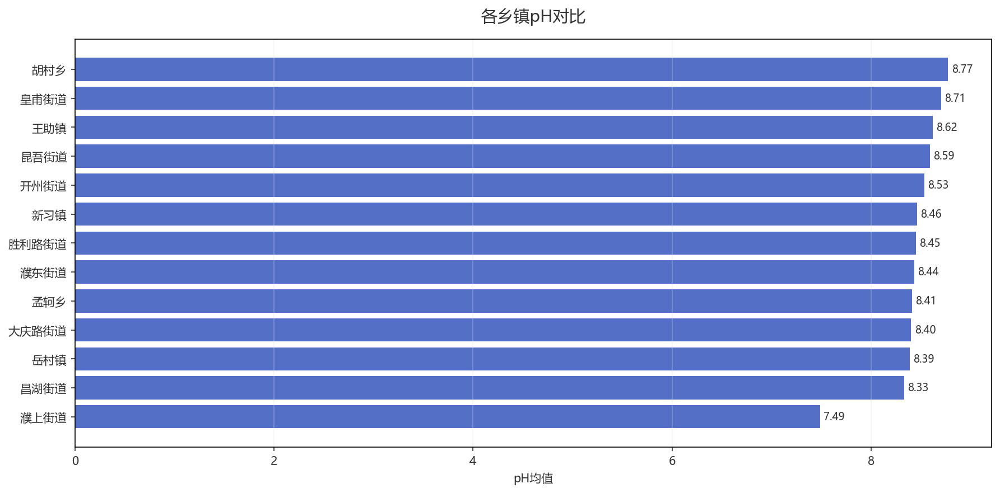 各乡镇pH对比
胡村乡 8.77
皇甫街道 8.71
王助镇 8.62
昆吾街道 8.59
开州街道 8.53
新习镇 8.46
胜利路街道 8.45
濮东街道 8.44
孟轲乡 8.41
大庆路街道 8.40
岳村镇 8.39
昌湖街道 8.33
濮上街道 7.49
0 2 4 6 8
pH均值